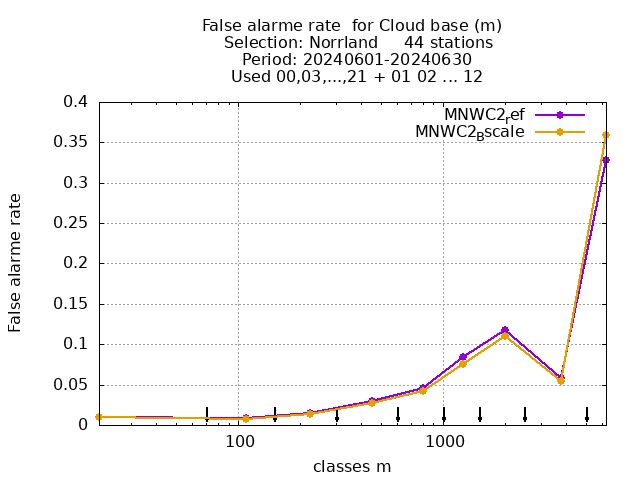 False alarme rate  for Cloud base (m)
Selection: Norrland     44 stations
Period: 20240601-20240630
Used 00,03,...,21 + 01 02 ... 12
MNWC2ref
MNWC2Bscale
0.4
0.35
0.3
0.25
0.2
0.15
0.1
0.05
0
False alarme rate
100
1000
classes m